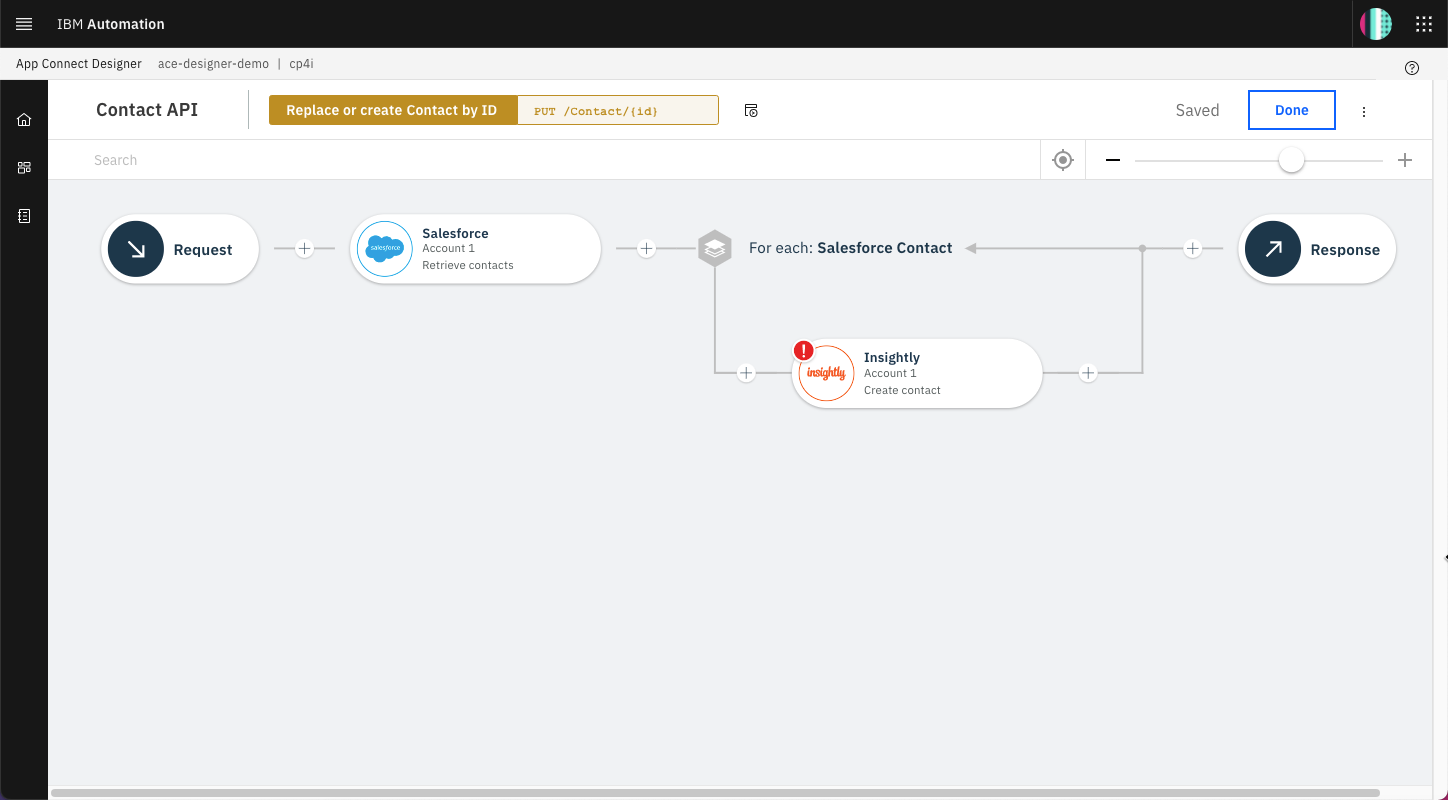 IBM Automation
App Connect Designer ace-designer-demo | cp4i
Contact API Replace or create Contact by ID PUT /Contact/{id} Saved Done
Search
Request
Salesforce
Account 1
Retrieve contacts
salesforce
For each: Salesforce Contact
Response
Insightly
Account 1
Create contact
insightly